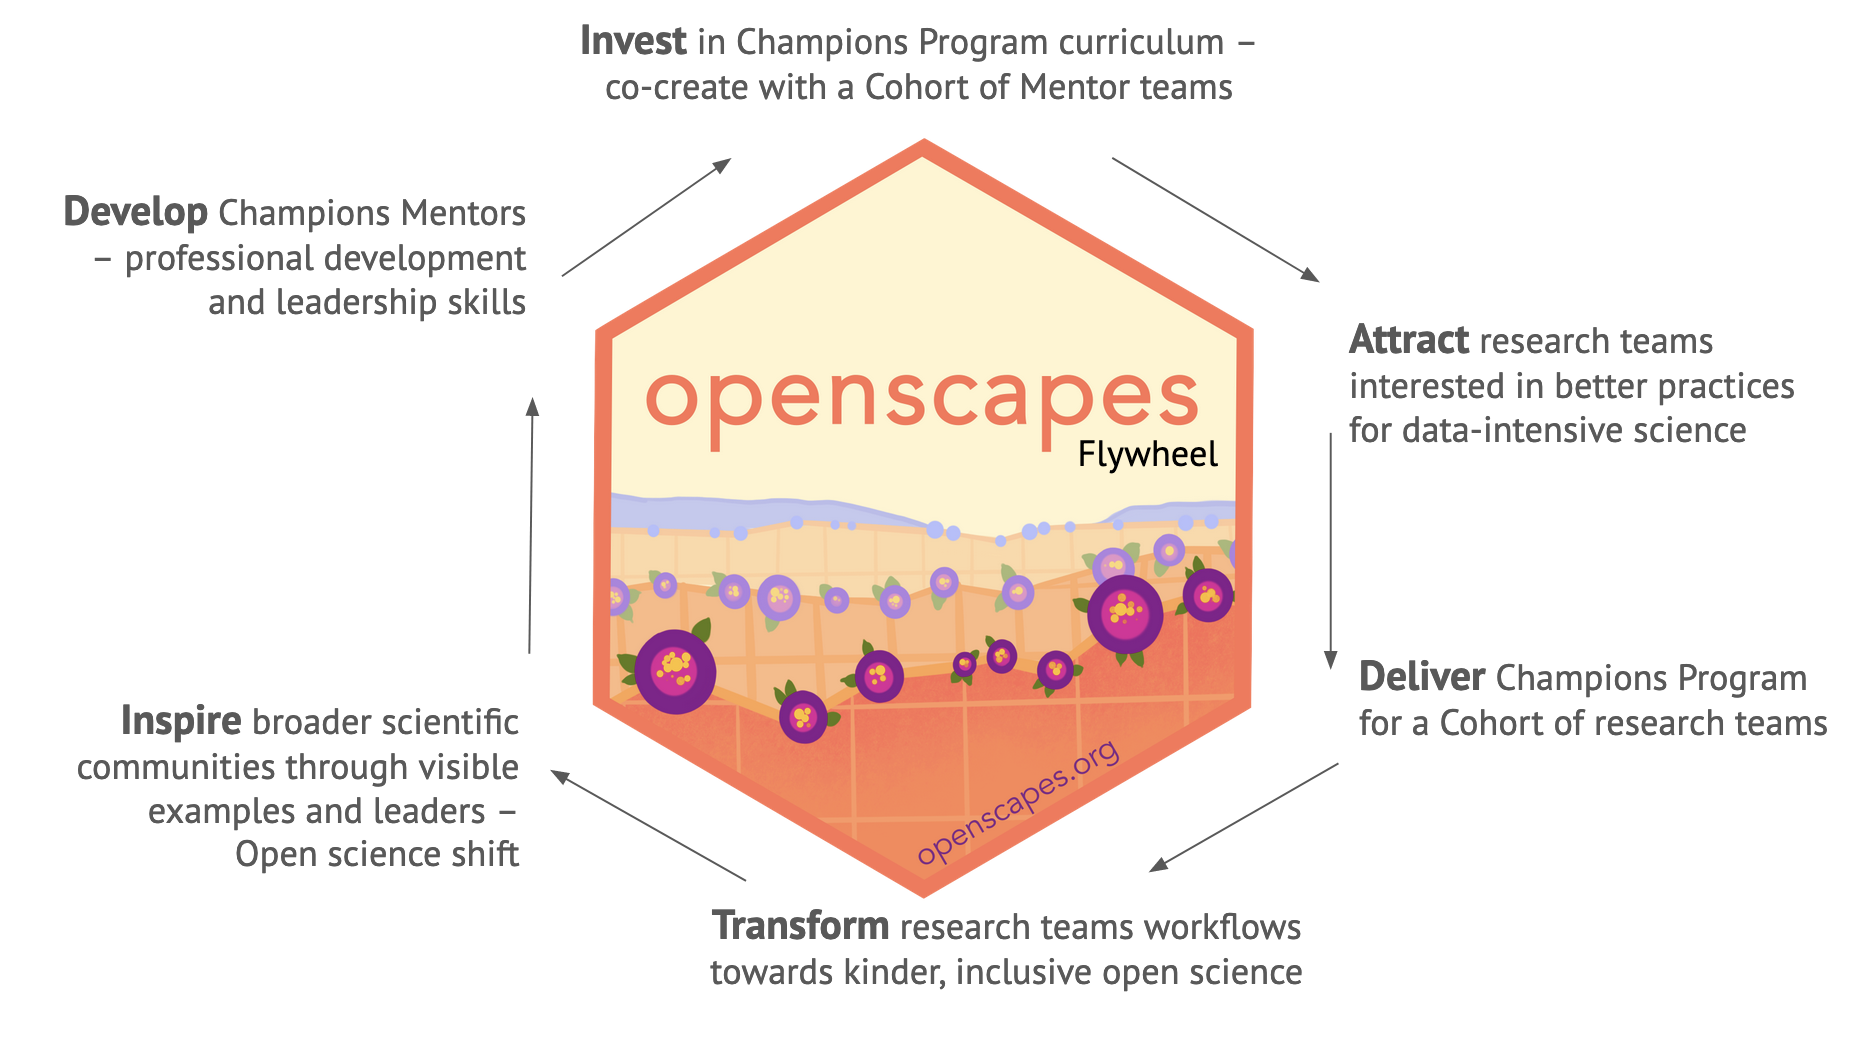 Invest in Champions Program curriculum –
co-create with a Cohort of Mentor teams
Attract research teams
interested in better practices
for data-intensive science
Deliver Champions Program
for a Cohort of research teams
Transform research teams workflows
towards kinder, inclusive open science
Inspire broader scientific
communities through visible
examples and leaders –
Open science shift
Develop Champions Mentors
– professional development
and leadership skills
openscapes
Flywheel
openscapes.org